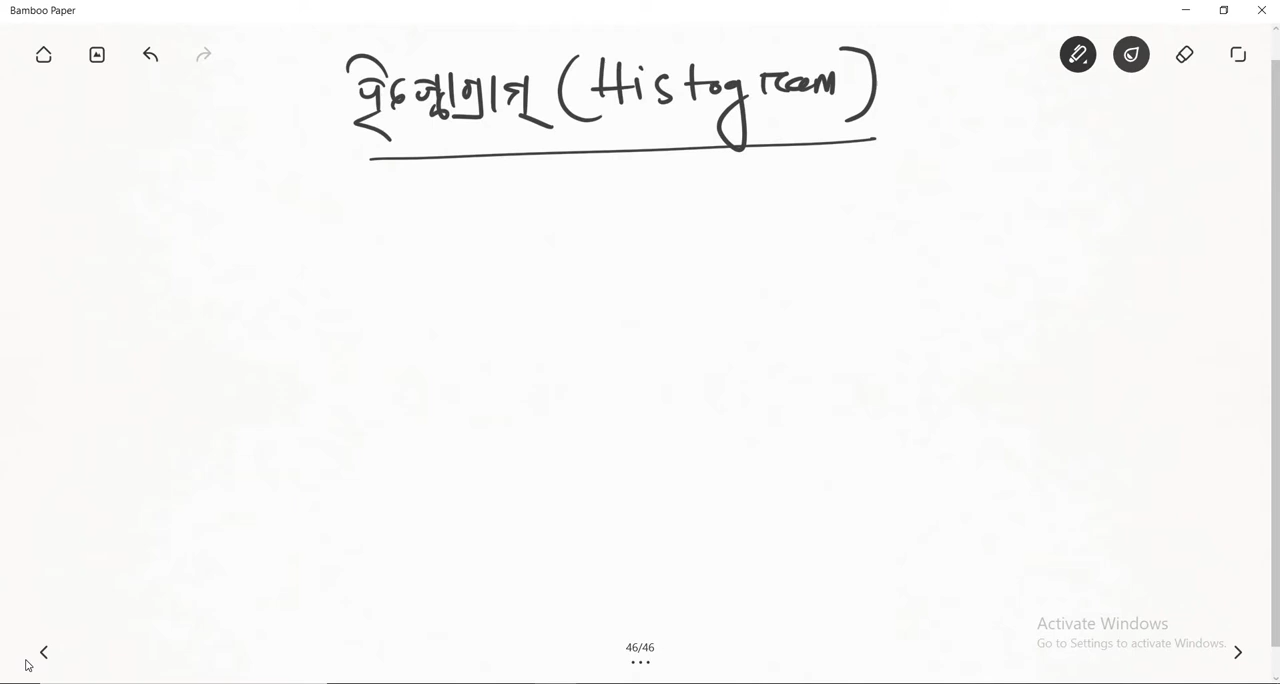 ହିଷ୍ଟୋଗ୍ରାମ୍ (Histogram)
Bamboo Paper
46/46
Activate Windows
Go to Settings to activate Windows.